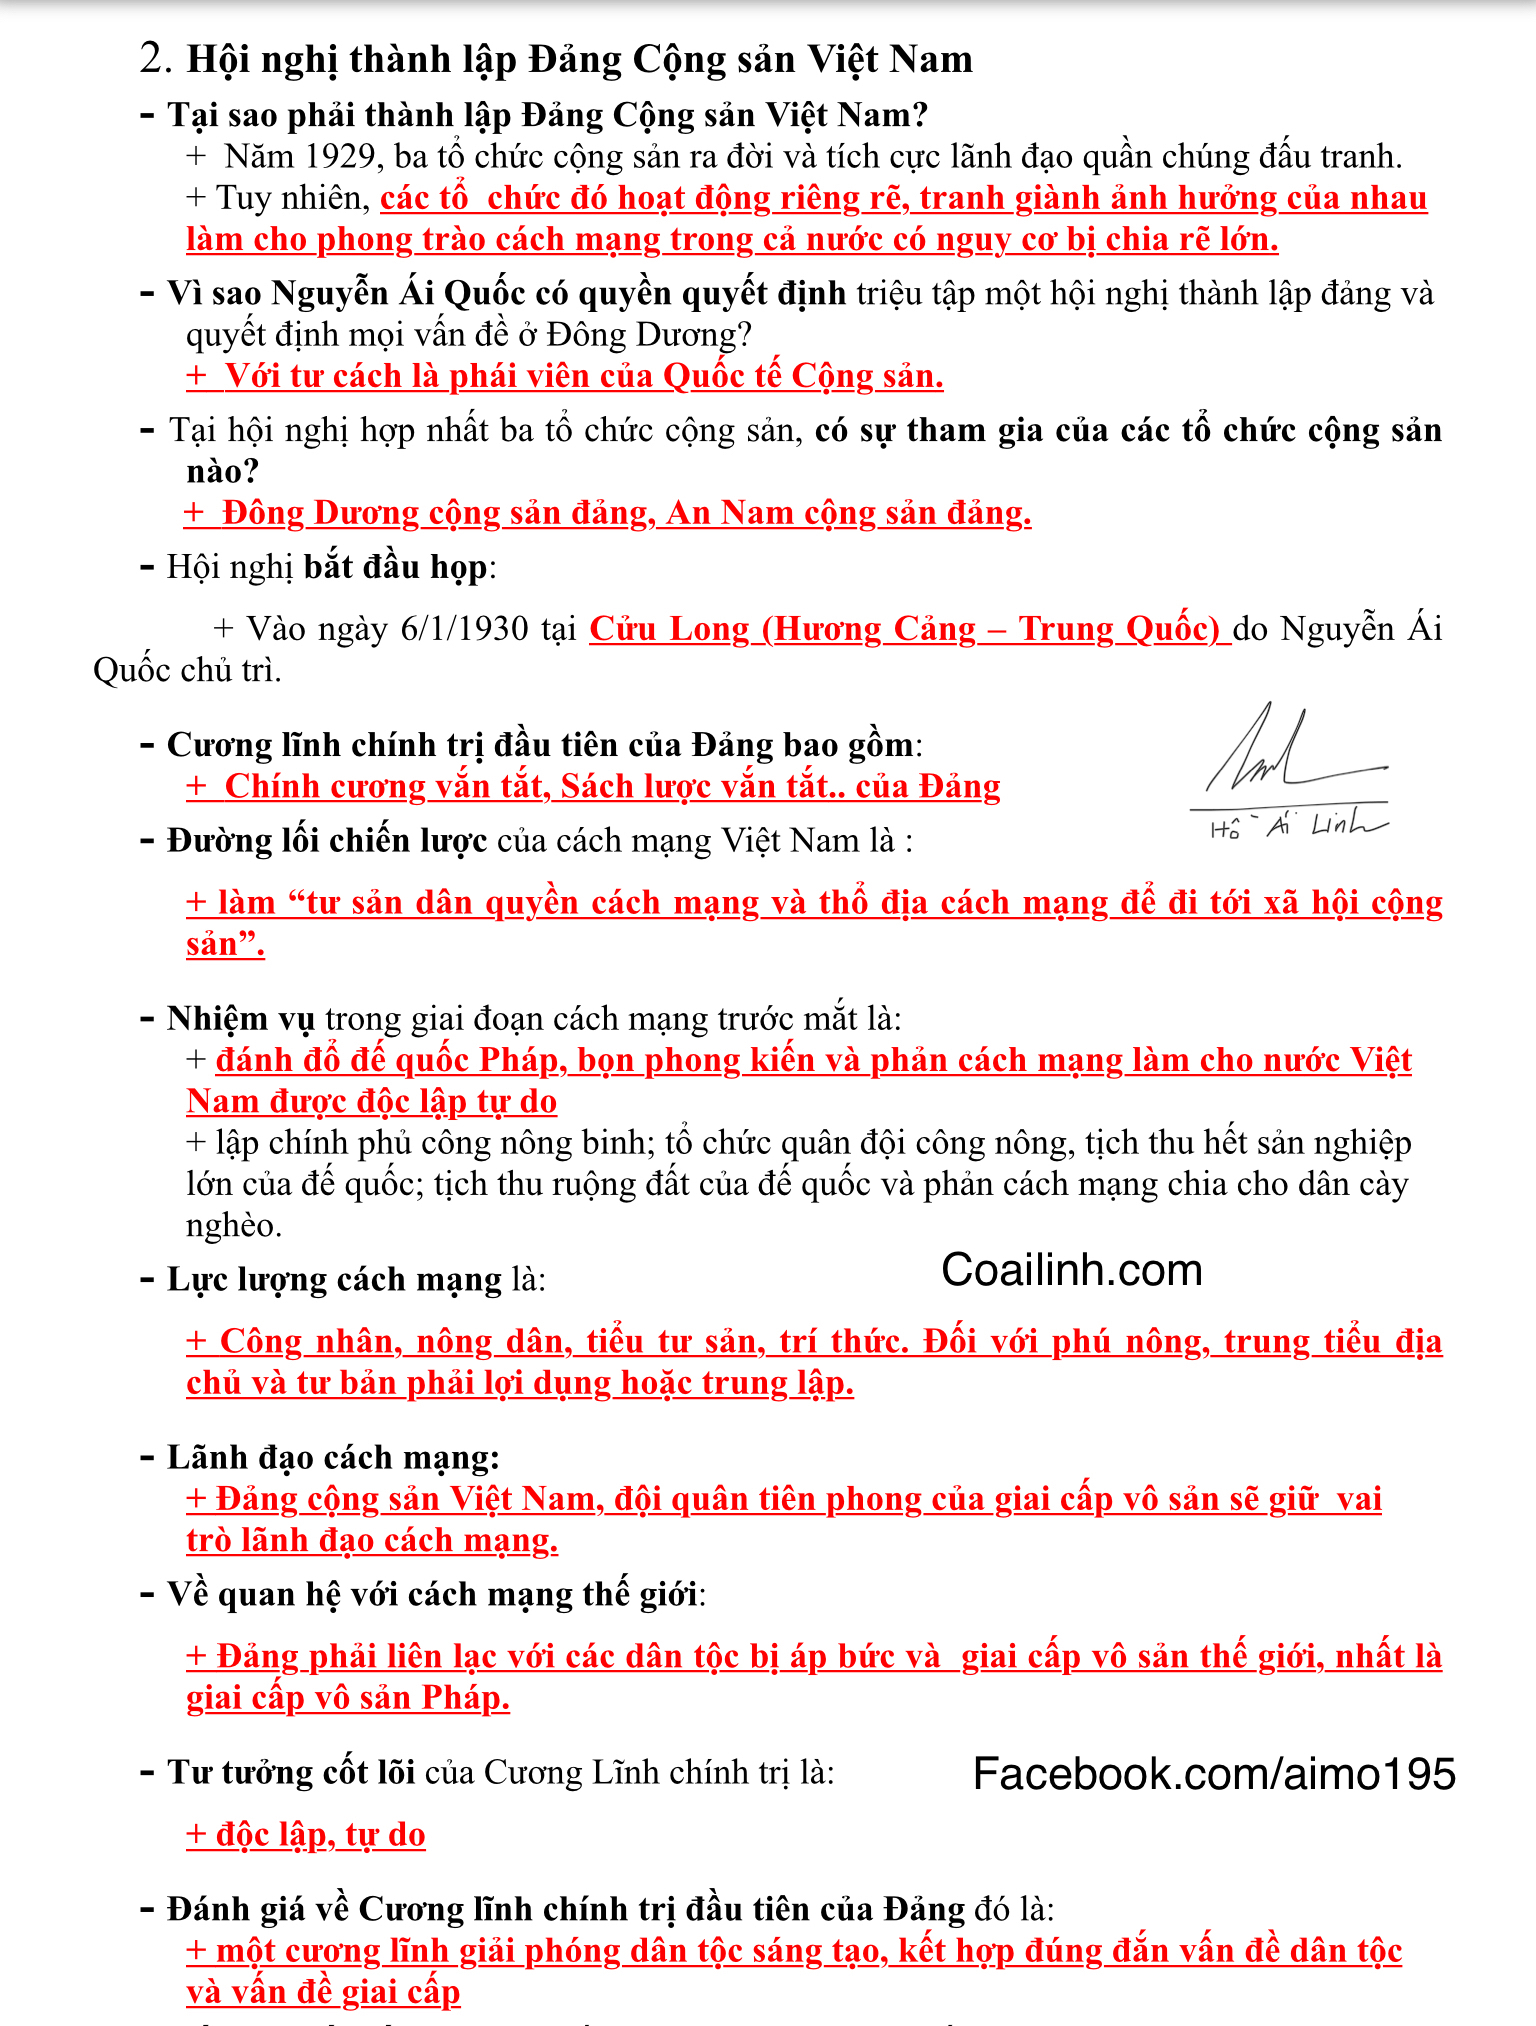 2. Hội nghị thành lập Đảng Cộng sản Việt Nam
- Tại sao phải thành lập Đảng Cộng sản Việt Nam?
+ Năm 1929, ba tổ chức cộng sản ra đời và tích cực lãnh đạo quần chúng đấu tranh.
+ Tuy nhiên, các tổ chức đó hoạt động riêng rẽ, tranh giành ảnh hưởng của nhau
làm cho phong trào cách mạng trong cả nước có nguy cơ bị chia rẽ lớn.
- Vì sao Nguyễn Ái Quốc có quyền quyết định triệu tập một hội nghị thành lập đảng và
quyết định mọi vấn đề ở Đông Dương?
+ Với tư cách là phái viên của Quốc tế Cộng sản.
- Tại hội nghị hợp nhất ba tổ chức cộng sản, có sự tham gia của các tổ chức cộng sản
nào?
+ Đông Dương cộng sản đảng, An Nam cộng sản đảng.
- Hội nghị bắt đầu họp:
+ Vào ngày 6/1/1930 tại Cửu Long (Hương Cảng – Trung Quốc) do Nguyễn Ái
Quốc chủ trì.
- Cương lĩnh chính trị đầu tiên của Đảng bao gồm:
+ Chính cương vắn tắt, Sách lược vắn tắt.. của Đảng
Hồ Ái Linh
- Đường lối chiến lược của cách mạng Việt Nam là :
+ làm “tư sản dân quyền cách mạng và thổ địa cách mạng để đi tới xã hội cộng
sản”.
- Nhiệm vụ trong giai đoạn cách mạng trước mắt là:
+ đánh đổ đế quốc Pháp, bọn phong kiến và phản cách mạng làm cho nước Việt
Nam được độc lập tự do
+ lập chính phủ công nông binh; tổ chức quân đội công nông, tịch thu hết sản nghiệp
lớn của đế quốc; tịch thu ruộng đất của đế quốc và phản cách mạng chia cho dân cày
nghèo.
Coailinh.com
- Lực lượng cách mạng là:
+ Công nhân, nông dân, tiểu tư sản, trí thức. Đối với phú nông, trung tiểu địa
chủ và tư bản phải lợi dụng hoặc trung lập.
- Lãnh đạo cách mạng:
+ Đảng cộng sản Việt Nam, đội quân tiên phong của giai cấp vô sản sẽ giữ vai
trò lãnh đạo cách mạng.
- Về quan hệ với cách mạng thế giới:
+ Đảng phải liên lạc với các dân tộc bị áp bức và giai cấp vô sản thế giới, nhất là
giai cấp vô sản Pháp.
- Tư tưởng cốt lõi của Cương Lĩnh chính trị là:
Facebook.com/aimo195
+ độc lập, tự do
- Đánh giá về Cương lĩnh chính trị đầu tiên của Đảng đó là:
+ một cương lĩnh giải phóng dân tộc sáng tạo, kết hợp đúng đắn vấn đề dân tộc
và vấn đề giai cấp